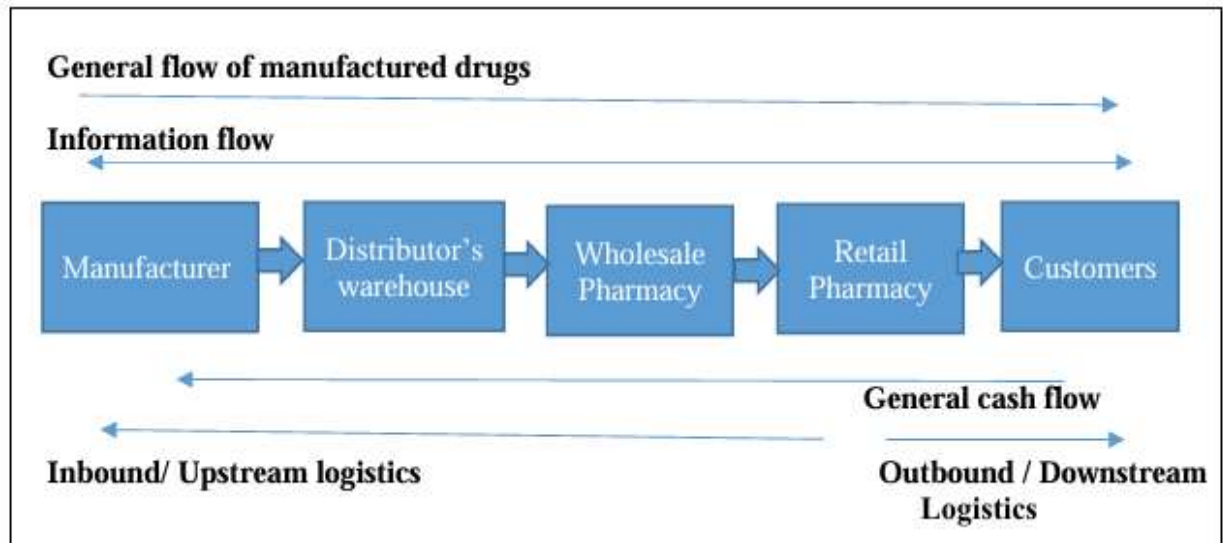 General flow of manufactured drugs
Information flow
Manufacturer
Distributor's
warehouse
Wholesale
Pharmacy
Retail
Pharmacy
Customers
General cash flow
Inbound/ Upstream logistics
Outbound / Downstream
Logistics